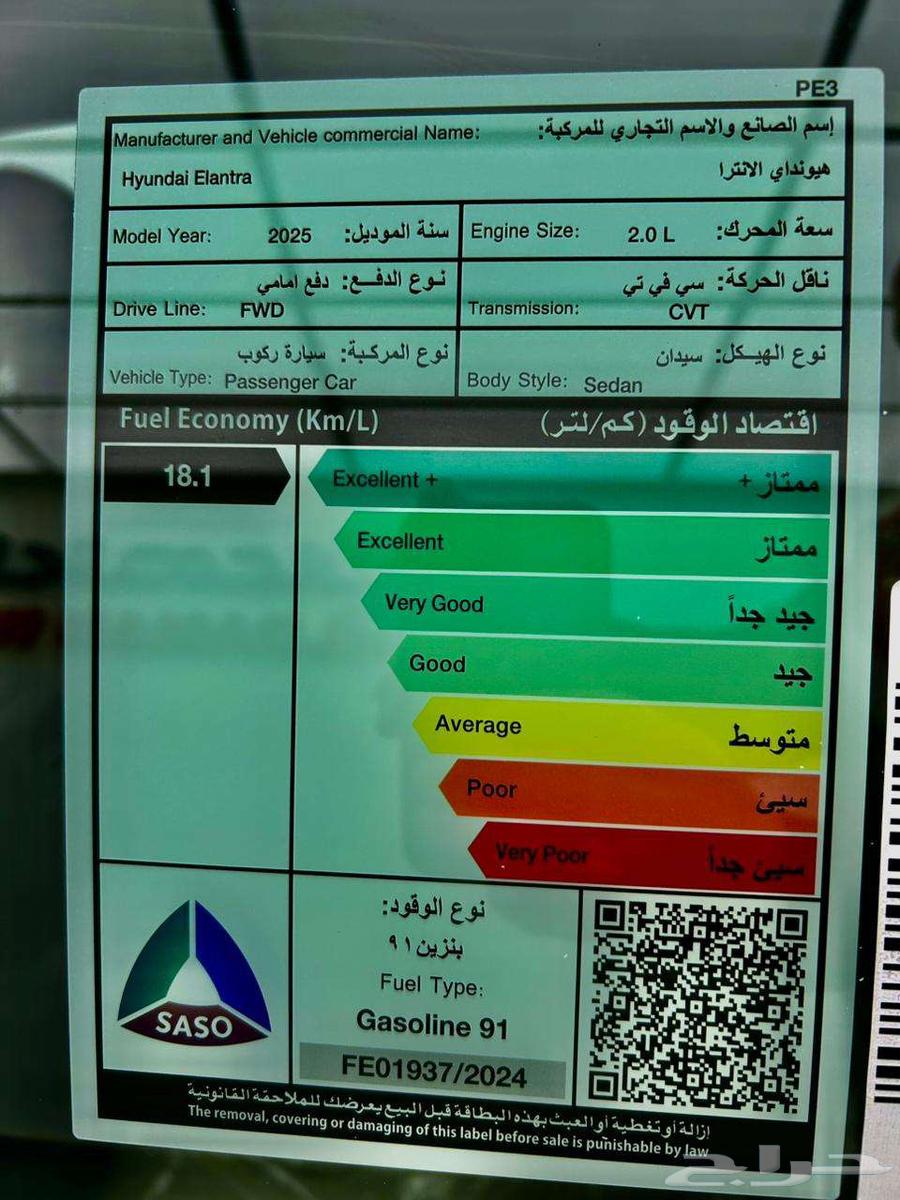 PE3
Manufacturer and Vehicle commercial Name: إسم الصانع والاسم التجاري للمركبة:
Hyundai Elantra هيونداي الانترا
Model Year: 2025 سنة الموديل:
Engine Size: 2.0 L سعة المحرك:
نوع الدفع: دفع امامي
Drive Line: FWD
ناقل الحركة: سي في تي
Transmission: CVT
نوع المركبة: سيارة ركوب
Vehicle Type: Passenger Car
نوع الهيكل: سيدان
Body Style: Sedan
Fuel Economy (Km/L) اقتصاد الوقود (كم/لتر)
18.1
Excellent + ممتاز +
Excellent ممتاز
Very Good جيد جداً
Good جيد
Average متوسط
Poor سيئ
Very Poor سيئ جداً
SASO
نوع الوقود:
بنزين ٩١
Fuel Type:
Gasoline 91
FE01937/2024
إزالة أو تغطية أو العبث بهذه البطاقة قبل البيع يعرضك للملاحقة القانونية
The removal, covering or damaging of this label before sale is punishable by law
حراج